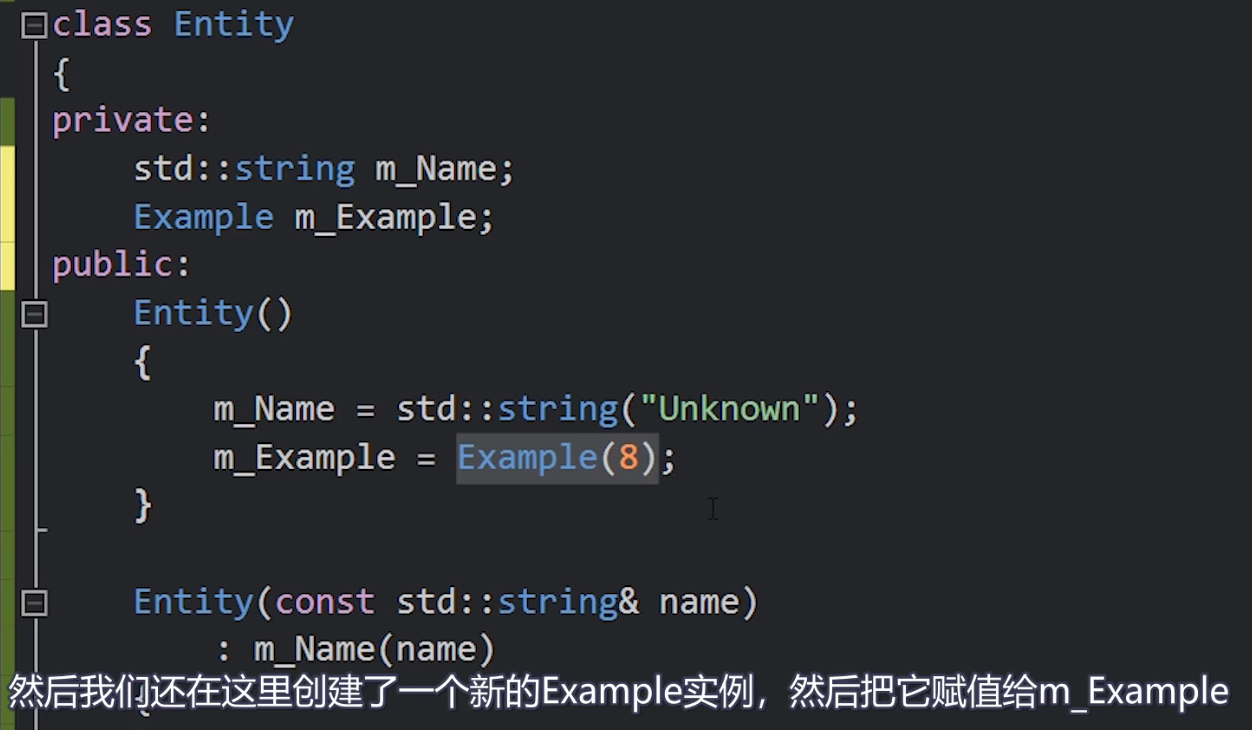 class Entity
{
private:
    std::string m_Name;
    Example m_Example;
public:
    Entity()
    {
        m_Name = std::string("Unknown");
        m_Example = Example(8);
    }
    Entity(const std::string& name)
        : m_Name(name)
    {
然后我们还在这里创建了一个新的Example实例，然后把它赋值给m_Example